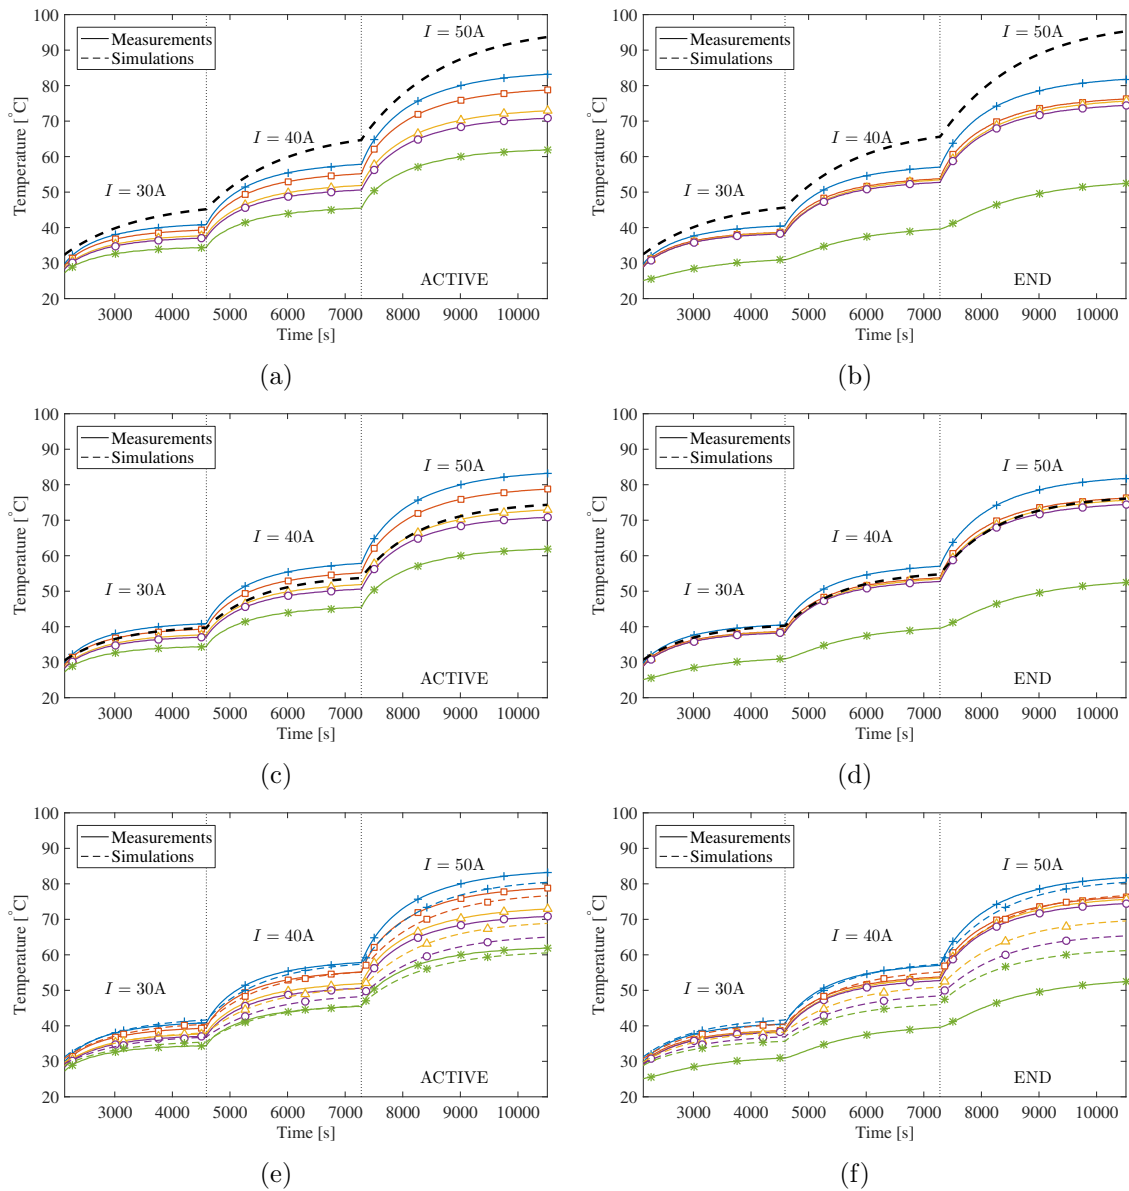 100
90
80
70
60
50
40
30
20
Temperature [°C]
Measurements
Simulations
I = 30A
I = 40A
I = 50A
ACTIVE
3000 4000 5000 6000 7000 8000 9000 10000
Time [s]
(a)
100
90
80
70
60
50
40
30
20
Temperature [°C]
Measurements
Simulations
I = 30A
I = 40A
I = 50A
END
3000 4000 5000 6000 7000 8000 9000 10000
Time [s]
(b)
100
90
80
70
60
50
40
30
20
Temperature [°C]
Measurements
Simulations
I = 30A
I = 40A
I = 50A
ACTIVE
3000 4000 5000 6000 7000 8000 9000 10000
Time [s]
(c)
100
90
80
70
60
50
40
30
20
Temperature [°C]
Measurements
Simulations
I = 30A
I = 40A
I = 50A
END
3000 4000 5000 6000 7000 8000 9000 10000
Time [s]
(d)
100
90
80
70
60
50
40
30
20
Temperature [°C]
Measurements
Simulations
I = 30A
I = 40A
I = 50A
ACTIVE
3000 4000 5000 6000 7000 8000 9000 10000
Time [s]
(e)
100
90
80
70
60
50
40
30
20
Temperature [°C]
Measurements
Simulations
I = 30A
I = 40A
I = 50A
END
3000 4000 5000 6000 7000 8000 9000 10000
Time [s]
(f)